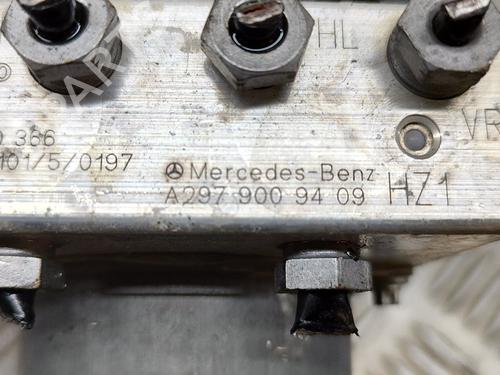 HL
VR
366
101/5/0197
Mercedes-Benz
A297 900 94 09
HZ1